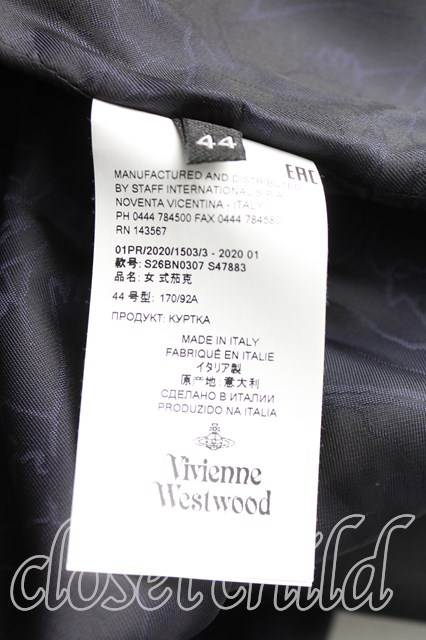 44
EAC
MANUFACTURED AND DISTRIBUTED
BY STAFF INTERNATIONAL S.P.A.
NOVENTA VICENTINA - ITALY
PH 0444 784500 FAX 0444 784580
RN 143567
01PR/2020/1503/3 - 2020 01
款号: S26BN0307 S47883
品名: 女 式茄克
44 号型: 170/92A
ПРОДУКТ: КУРТКА
MADE IN ITALY
FABRIQUÉ EN ITALIE
イタリア製
原产地: 意大利
СДЕЛАНО В ИТАЛИИ
PRODUZIDO NA ITALIA
Vivienne
Westwood
closet child